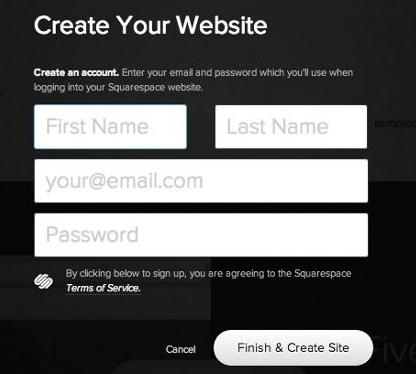 Create Your Website
Create an account. Enter your email and password which you'll use when
logging into your Squarespace website.
First Name
Last Name
your@email.com
Password
By clicking below to sign up, you are agreeing to the Squarespace
Terms of Service.
Cancel
Finish & Create Site
Five